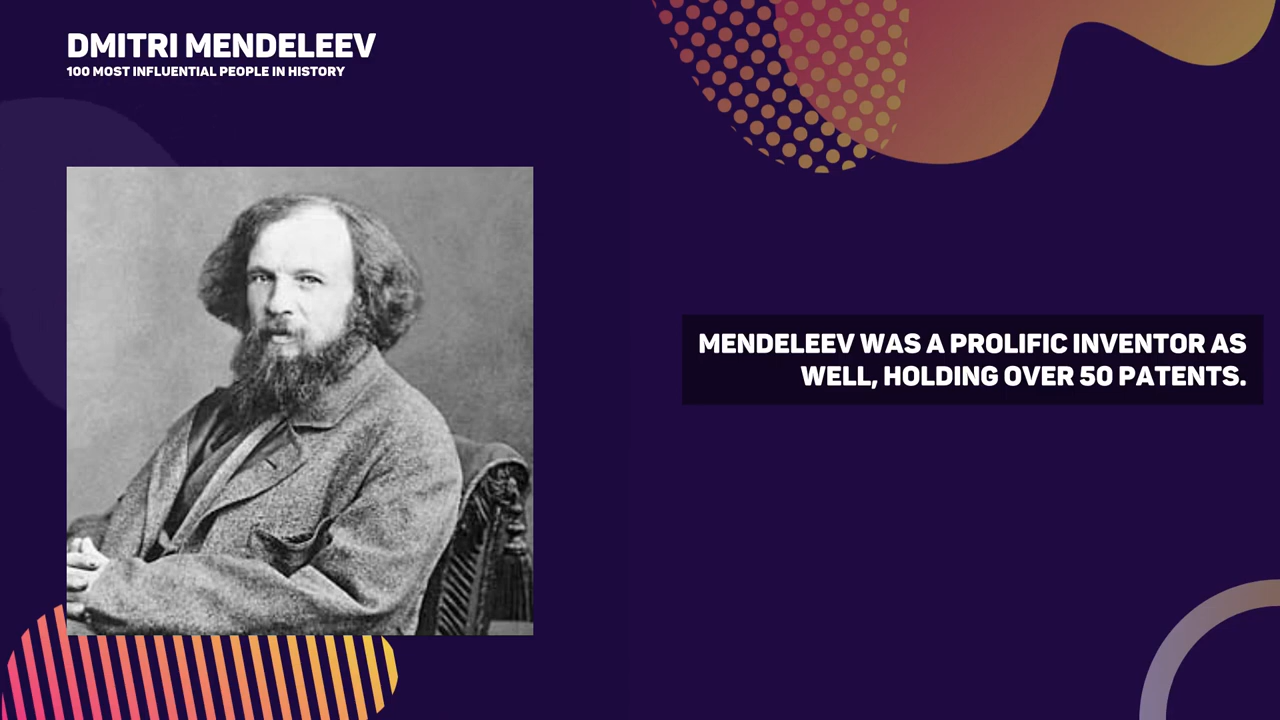 DMITRI MENDELEEV
100 MOST INFLUENTIAL PEOPLE IN HISTORY
MENDELEEV WAS A PROLIFIC INVENTOR AS
WELL, HOLDING OVER 50 PATENTS.